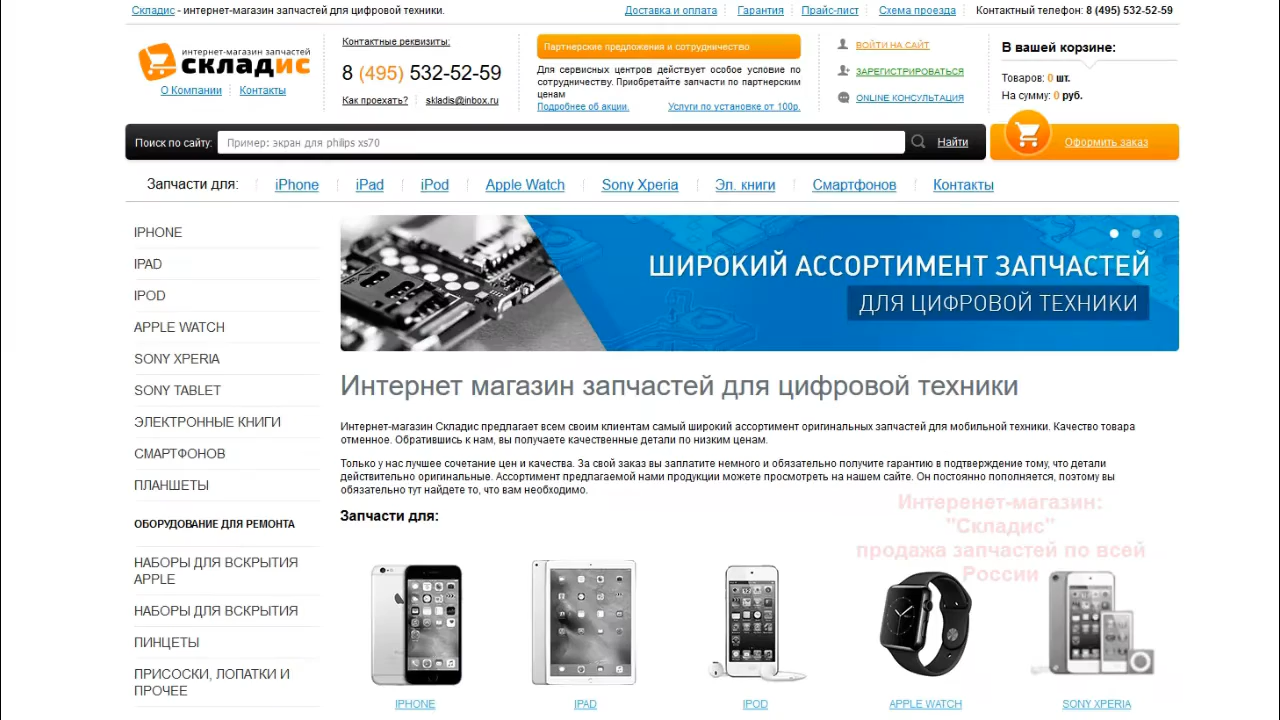 Складис - интернет-магазин запчастей для цифровой техники.
Доставка и оплата
Гарантия
Прайс-лист
Схема проезда
Контактный телефон: 8 (495) 532-52-59
интернет-магазин запчастей
складис
О Компании
Контакты
Контактные реквизиты:
8 (495) 532-52-59
Как проехать?
skladis@inbox.ru
Партнерские предложения и сотрудничество
Для сервисных центров действует особое условие по
сотрудничеству. Приобретайте запчасти по партнерским
ценам
Подробнее об акции.
Услуги по установке от 100р.
ВОЙТИ НА САЙТ
ЗАРЕГИСТРИРОВАТЬСЯ
ONLINE КОНСУЛЬТАЦИЯ
В вашей корзине:
Товаров: 0 шт.
На сумму: 0 руб.
Поиск по сайту:
Пример: экран для philips xs70
Найти
Оформить заказ
Запчасти для:
iPhone
iPad
iPod
Apple Watch
Sony Xperia
Эл. книги
Смартфонов
Контакты
IPHONE
IPAD
IPOD
APPLE WATCH
SONY XPERIA
SONY TABLET
ЭЛЕКТРОННЫЕ КНИГИ
СМАРТФОНОВ
ПЛАНШЕТЫ
ОБОРУДОВАНИЕ ДЛЯ РЕМОНТА
НАБОРЫ ДЛЯ ВСКРЫТИЯ
APPLE
НАБОРЫ ДЛЯ ВСКРЫТИЯ
ПИНЦЕТЫ
ПРИСОСКИ, ЛОПАТКИ И
ПРОЧЕЕ
ШИРОКИЙ АССОРТИМЕНТ ЗАПЧАСТЕЙ
ДЛЯ ЦИФРОВОЙ ТЕХНИКИ
Интернет магазин запчастей для цифровой техники
Интернет-магазин Складис предлагает всем своим клиентам самый широкий ассортимент оригинальных запчастей для мобильной техники. Качество товара
отменное. Обратившись к нам, вы получаете качественные детали по низким ценам.
Только у нас лучшее сочетание цен и качества. За свой заказ вы заплатите немного и обязательно получите гарантию в подтверждение тому, что детали
действительно оригинальные. Ассортимент предлагаемой нами продукции можете просмотреть на нашем сайте. Он постоянно пополняется, поэтому вы
обязательно тут найдете то, что вам необходимо.
Интеренет-магазин:
"Складис"
продажа запчастей по всей
России
Запчасти для:
IPHONE
IPAD
IPOD
APPLE WATCH
SONY XPERIA